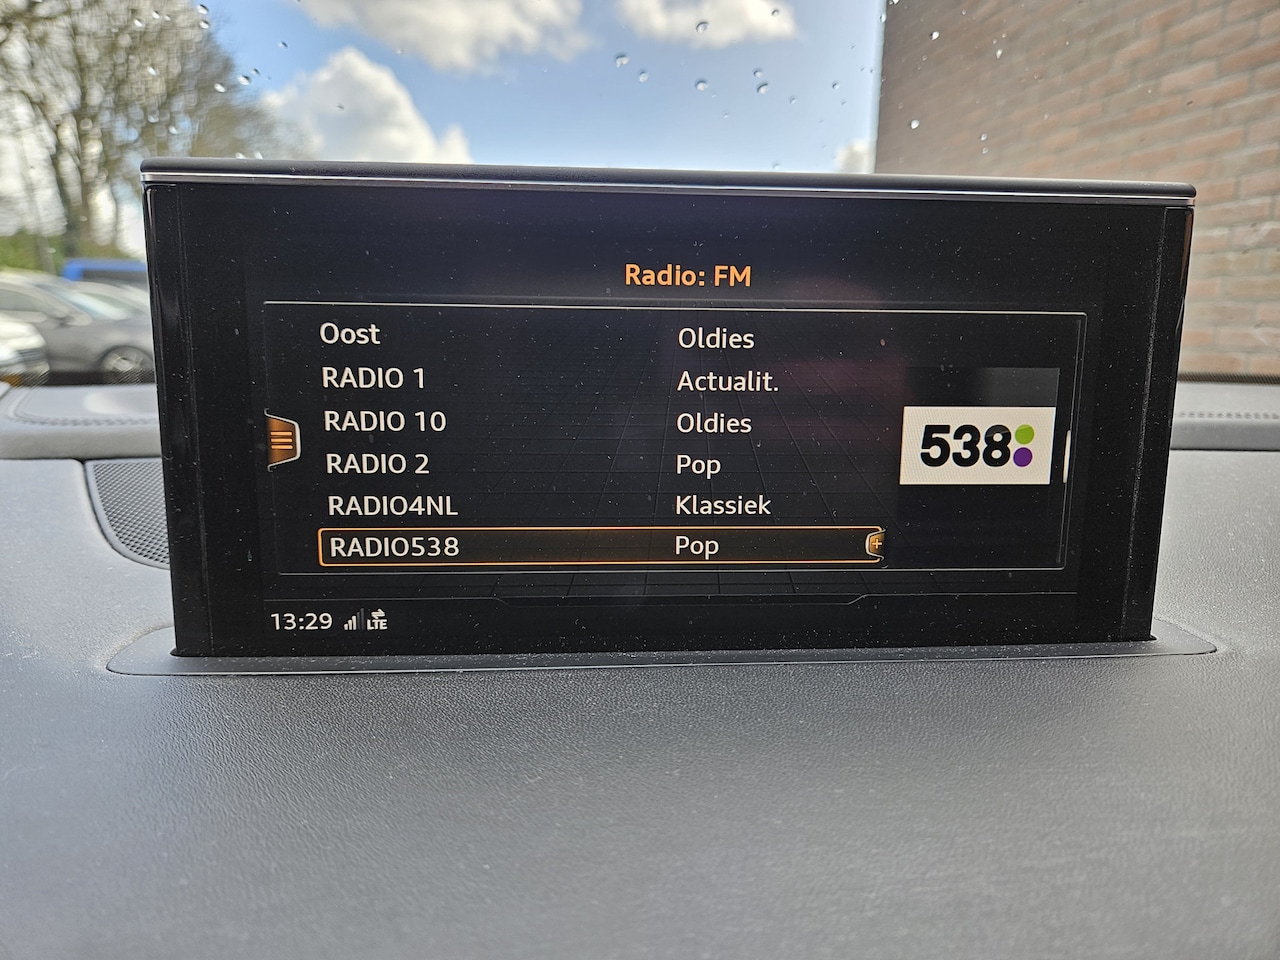 Radio: FM
Oost Oldies
RADIO 1 Actualit.
RADIO 10 Oldies
RADIO 2 Pop
RADIO4NL Klassiek
RADIO538 Pop
538
13:29 LTE